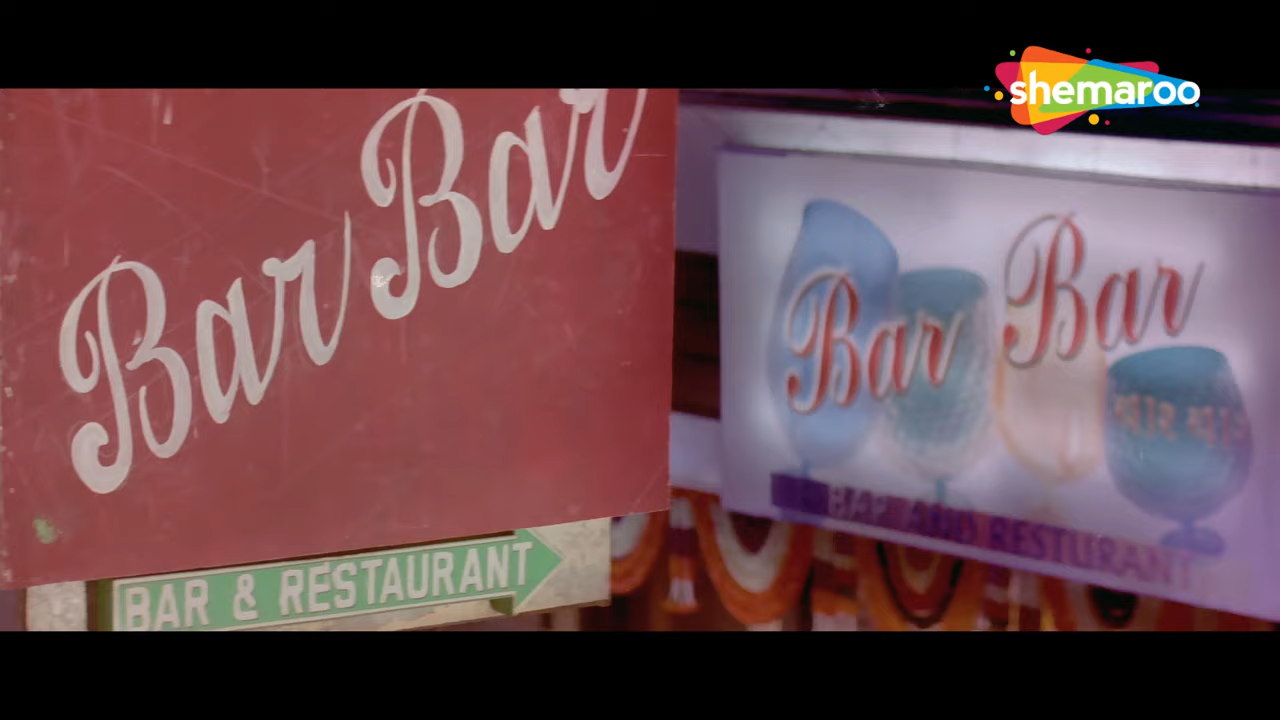 shemaroo
Bar Bar
BAR & RESTAURANT
Bar Bar
बार बार
BAR AND RESTURANT